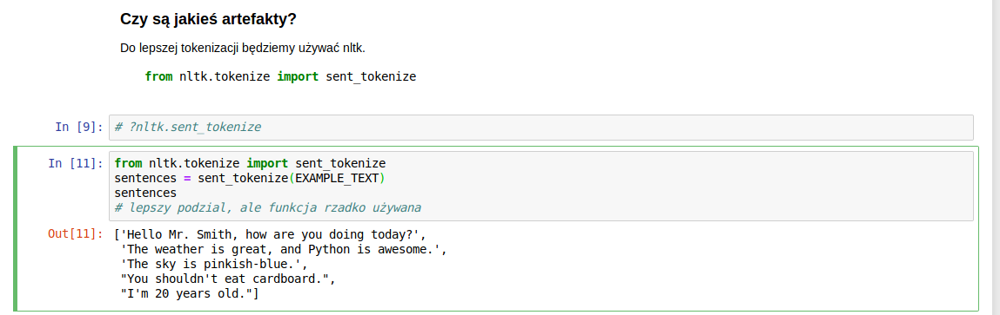 Czy są jakieś artefakty?
Do lepszej tokenizacji będziemy używać nltk.
from nltk.tokenize import sent_tokenize
In [9]: # ?nltk.sent_tokenize
In [11]: from nltk.tokenize import sent_tokenize
sentences = sent_tokenize(EXAMPLE_TEXT)
sentences
# lepszy podzial, ale funkcja rzadko używana
Out[11]: ['Hello Mr. Smith, how are you doing today?',
'The weather is great, and Python is awesome.',
'The sky is pinkish-blue.',
"You shouldn't eat cardboard.",
"I'm 20 years old."]